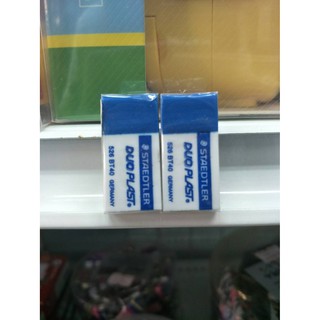 STAEDTLER
DUO PLAST®
526 BT40 GERMANY
STAEDTLER
DUO PLAST®
526 BT40 GERMANY